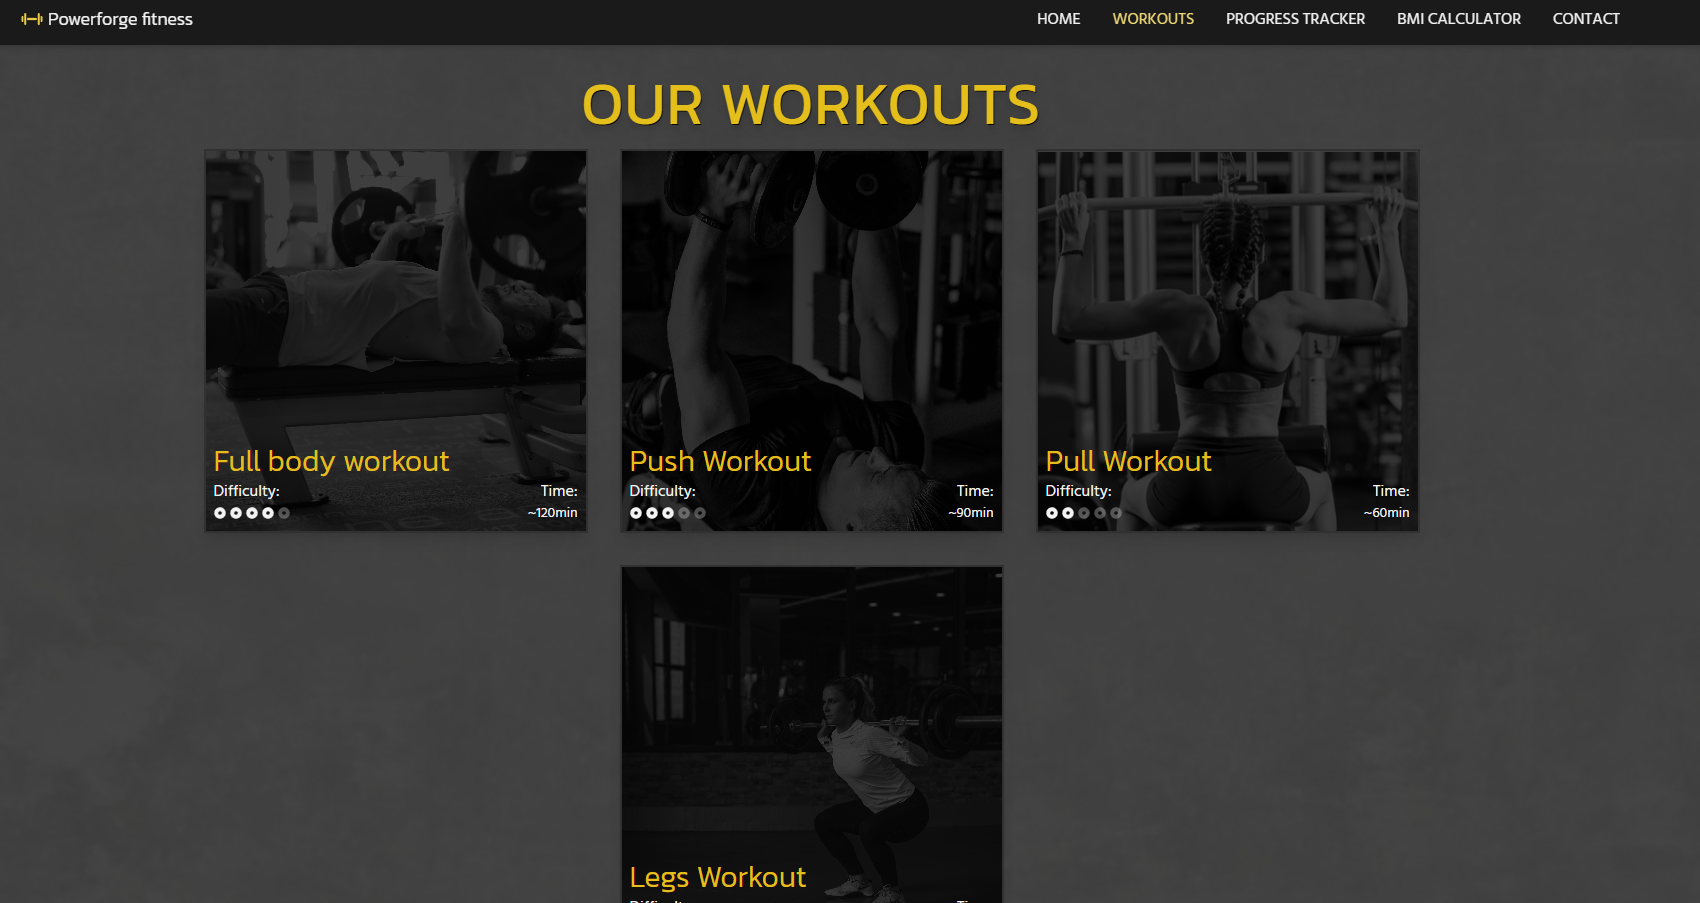 Powerforge fitness HOME WORKOUTS PROGRESS TRACKER BMI CALCULATOR CONTACT
OUR WORKOUTS
Full body workout
Difficulty: Time:
~120min
Push Workout
Difficulty: Time:
~90min
Pull Workout
Difficulty: Time:
~60min
Legs Workout